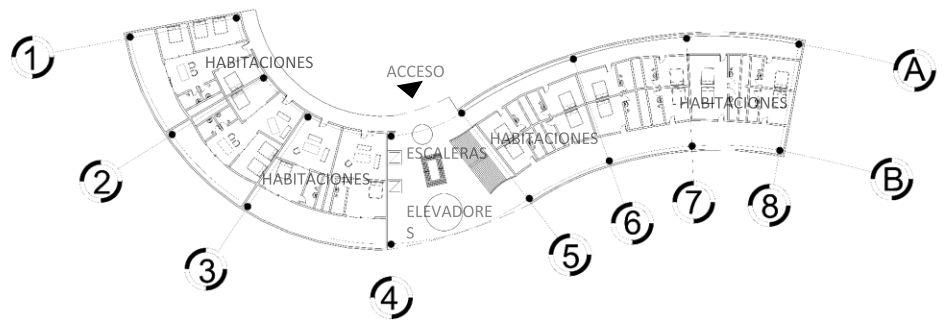 1
HABITACIONES
ACCESO
A
HABITACIONES
HABITACIONES
ESCALERAS
2
HABITACIONES
B
ELEVADORE
S
3
4
5
6
7
8